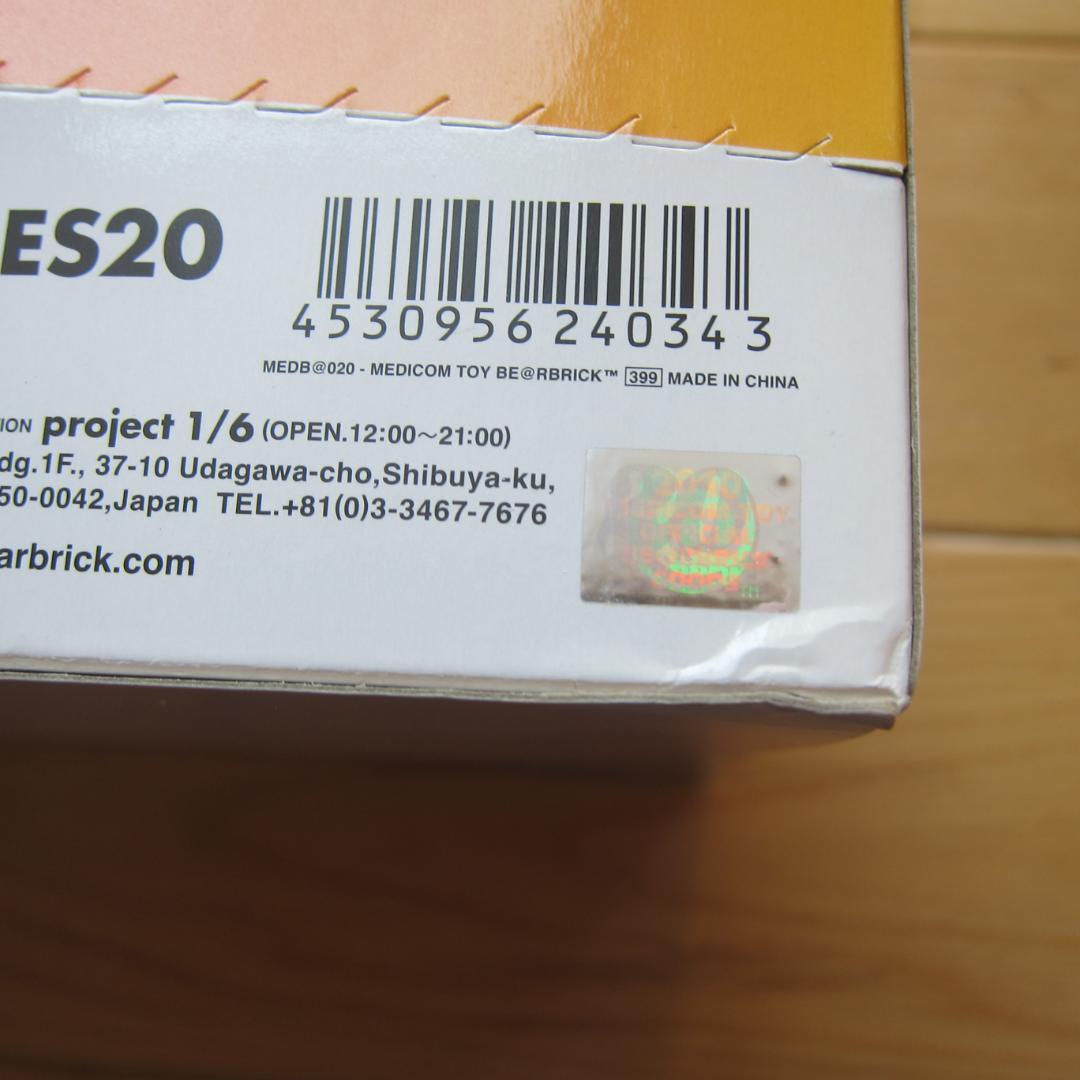 ES20
4530956240343
MEDB@020 - MEDICOM TOY BE@RBRICK™ 399 MADE IN CHINA
ION project 1/6 (OPEN.12:00~21:00)
dg.1F., 37-10 Udagawa-cho,Shibuya-ku,
50-0042,Japan TEL.+81(0)3-3467-7676
arbrick.com